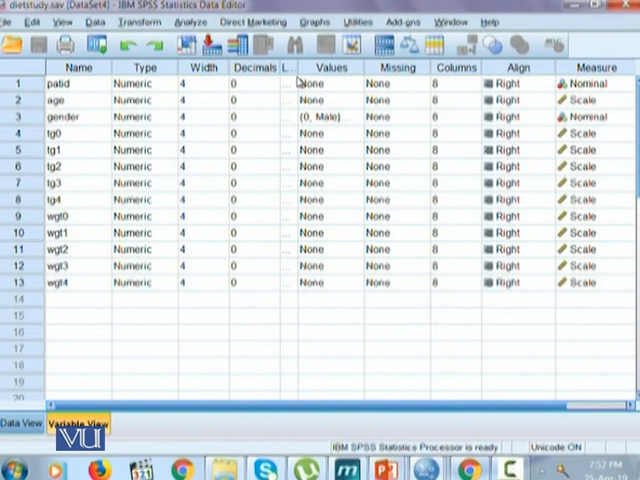 dietstudy.sav [DataSet4] - IBM SPSS Statistics Data Editor
Edit View Data Transform Analyze Direct Marketing Graphs Utilities Add-ons Window Help
Name Type Width Decimals L... Values Missing Columns Align Measure
1 patid Numeric 4 0 ... None None 8 Right Nominal
2 age Numeric 4 0 ... None None 8 Right Scale
3 gender Numeric 4 0 ... {0, Male}... None 8 Right Nominal
4 tg0 Numeric 4 0 ... None None 8 Right Scale
5 tg1 Numeric 4 0 ... None None 8 Right Scale
6 tg2 Numeric 4 0 ... None None 8 Right Scale
7 tg3 Numeric 4 0 ... None None 8 Right Scale
8 tg4 Numeric 4 0 ... None None 8 Right Scale
9 wgt0 Numeric 4 0 ... None None 8 Right Scale
10 wgt1 Numeric 4 0 ... None None 8 Right Scale
11 wgt2 Numeric 4 0 ... None None 8 Right Scale
12 wgt3 Numeric 4 0 ... None None 8 Right Scale
13 wgt4 Numeric 4 0 ... None None 8 Right Scale
14
15
16
17
18
19
20
Data View Variable View
VU
IBM SPSS Statistics Processor is ready Unicode ON
321
7:52 PM
25-Apr-19